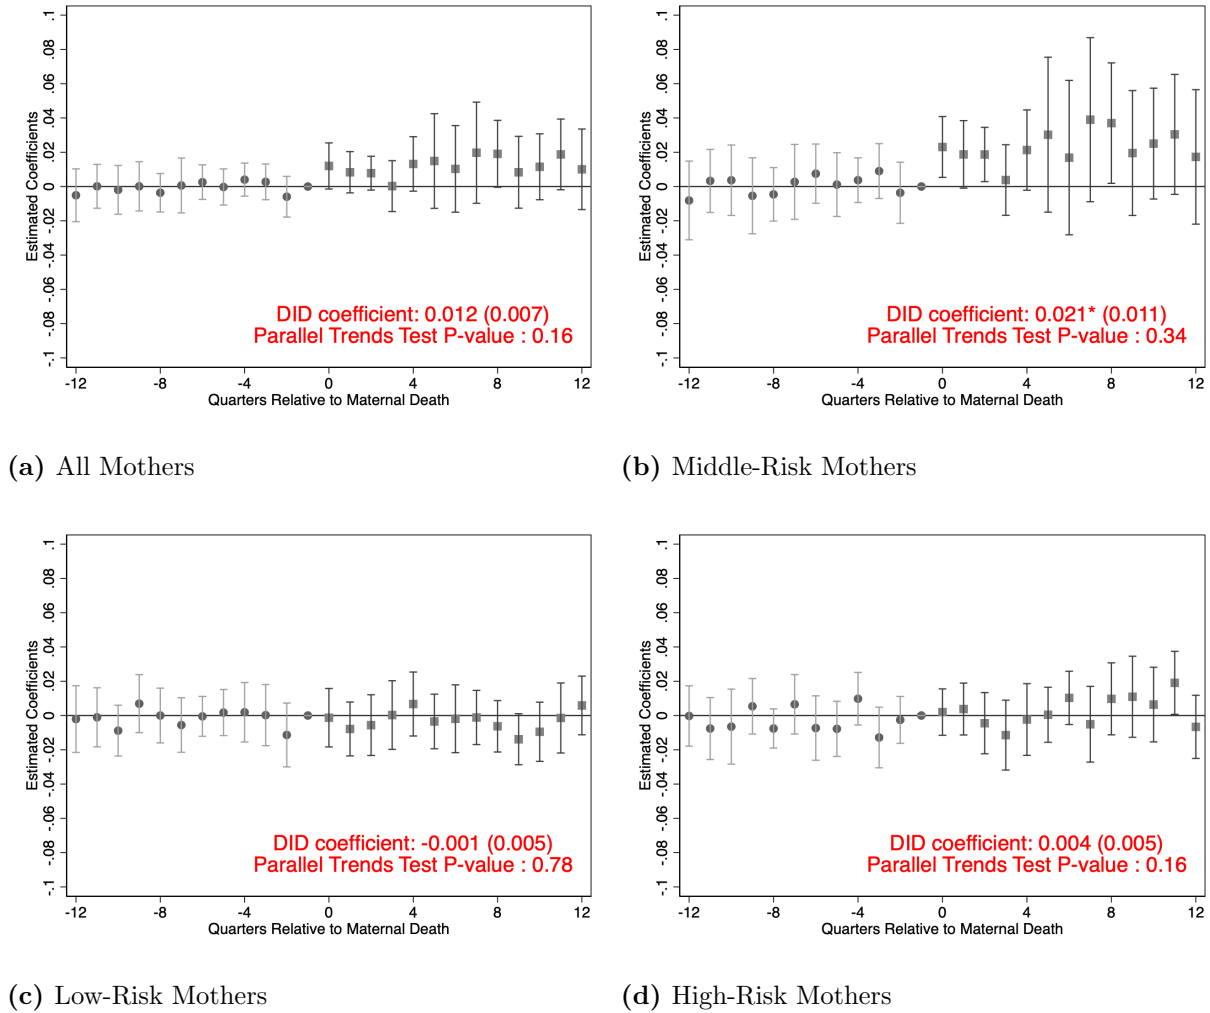 .1
.08
.06
.04
.02
0
-.02
-.04
-.06
-.08
-.1
Estimated Coefficients
DID coefficient: 0.012 (0.007)
Parallel Trends Test P-value : 0.16
-12 -8 -4 0 4 8 12
Quarters Relative to Maternal Death
(a) All Mothers
.1
.08
.06
.04
.02
0
-.02
-.04
-.06
-.08
-.1
Estimated Coefficients
DID coefficient: 0.021* (0.011)
Parallel Trends Test P-value : 0.34
-12 -8 -4 0 4 8 12
Quarters Relative to Maternal Death
(b) Middle-Risk Mothers
.1
.08
.06
.04
.02
0
-.02
-.04
-.06
-.08
-.1
Estimated Coefficients
DID coefficient: -0.001 (0.005)
Parallel Trends Test P-value : 0.78
-12 -8 -4 0 4 8 12
Quarters Relative to Maternal Death
(c) Low-Risk Mothers
.1
.08
.06
.04
.02
0
-.02
-.04
-.06
-.08
-.1
Estimated Coefficients
DID coefficient: 0.004 (0.005)
Parallel Trends Test P-value : 0.16
-12 -8 -4 0 4 8 12
Quarters Relative to Maternal Death
(d) High-Risk Mothers